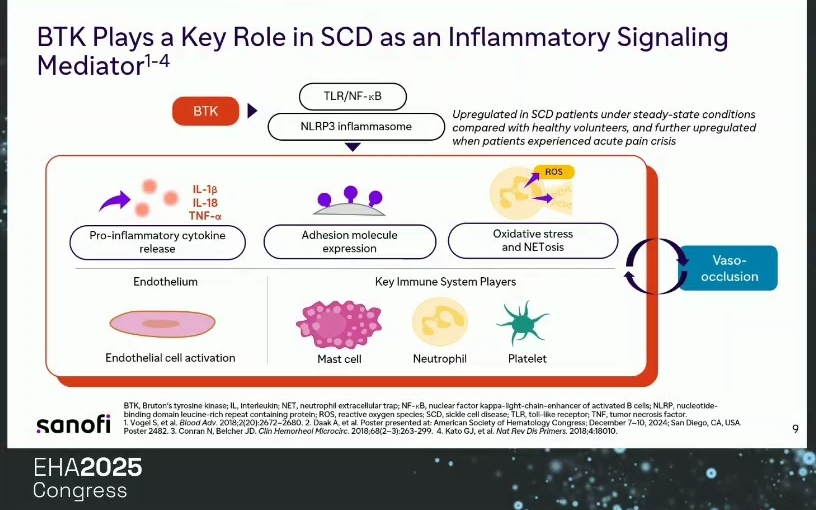 BTK Plays a Key Role in SCD as an Inflammatory Signaling
Mediator1-4
BTK
TLR/NF-κB
NLRP3 inflammasome
Upregulated in SCD patients under steady-state conditions
compared with healthy volunteers, and further upregulated
when patients experienced acute pain crisis
IL-1β
IL-18
TNF-α
Pro-inflammatory cytokine
release
Adhesion molecule
expression
ROS
Oxidative stress
and NETosis
Vaso-
occlusion
Endothelium
Key Immune System Players
Endothelial cell activation
Mast cell
Neutrophil
Platelet
BTK, Bruton's tyrosine kinase; IL, interleukin; NET, neutrophil extracellular trap; NF-κB, nuclear factor kappa-light-chain-enhancer of activated B cells; NLRP, nucleotide-
binding domain leucine-rich repeat containing protein; ROS, reactive oxygen species; SCD, sickle cell disease; TLR, toll-like receptor; TNF, tumor necrosis factor.
1. Vogel S, et al. Blood Adv. 2018;2(20):2672-2680. 2. Daak A, et al. Poster presented at: American Society of Hematology Congress; December 7-10, 2024; San Diego, CA, USA.
Poster 2482. 3. Conran N, Belcher JD. Clin Hemorheol Microcirc. 2018;68(2-3):263-299. 4. Kato GJ, et al. Nat Rev Dis Primers. 2018;4:18010.
sanofi
9
EHA2025
Congress